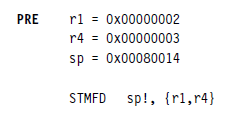 PRE r1 = 0x00000002
r4 = 0x00000003
sp = 0x00080014
STMFD sp!, {r1,r4}